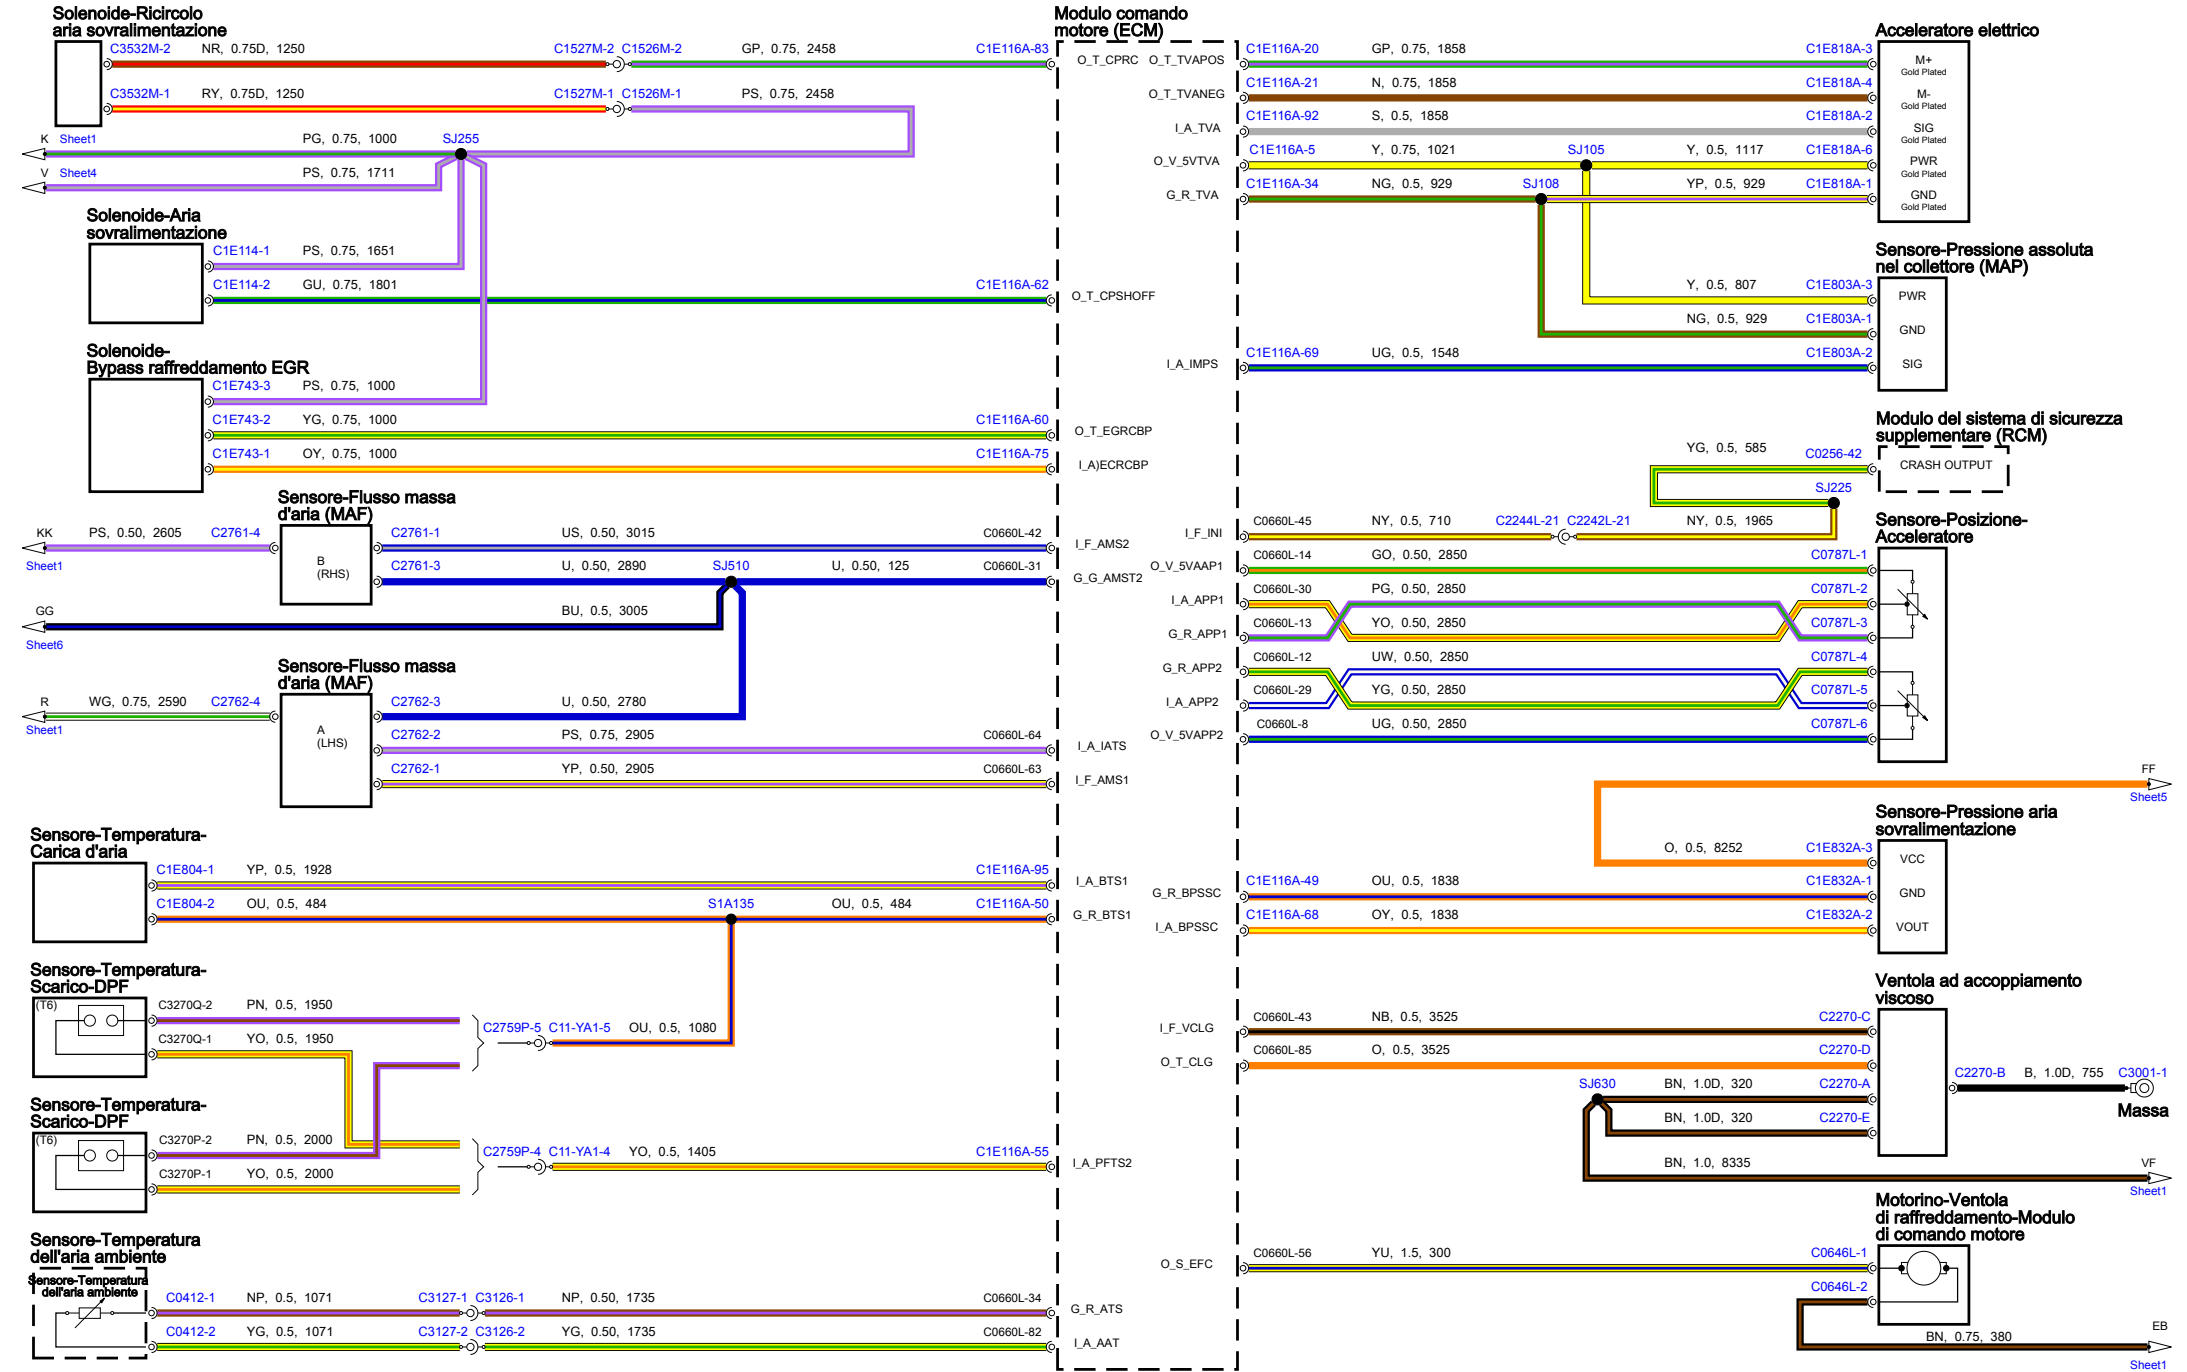 Solenoide-Ricircolo
aria sovralimentazione
C3532M-2 NR, 0.75D, 1250 C1527M-2 C1526M-2 GP, 0.75, 2458 C1E116A-83
C3532M-1 RY, 0.75D, 1250 C1527M-1 C1526M-1 PS, 0.75, 2458
K Sheet1 PG, 0.75, 1000 SJ255
V Sheet4 PS, 0.75, 1711
Solenoide-Aria
sovralimentazione
C1E114-1 PS, 0.75, 1651
C1E114-2 GU, 0.75, 1801 C1E116A-62
Solenoide-
Bypass raffreddamento EGR
C1E743-3 PS, 0.75, 1000
C1E743-2 YG, 0.75, 1000 C1E116A-60
C1E743-1 OY, 0.75, 1000 C1E116A-75
Sensore-Flusso massa
d'aria (MAF)
KK PS, 0.50, 2605 C2761-4
Sheet1
B
(RHS)
C2761-1 US, 0.50, 3015 C0660L-42
C2761-3 U, 0.50, 2890 SJ510 U, 0.50, 125 C0660L-31
GG BU, 0.5, 3005
Sheet6
Sensore-Flusso massa
d'aria (MAF)
R WG, 0.75, 2590 C2762-4
Sheet1
A
(LHS)
C2762-3 U, 0.50, 2780
C2762-2 PS, 0.75, 2905 C0660L-64
C2762-1 YP, 0.50, 2905 C0660L-63
Sensore-Temperatura-
Carica d'aria
C1E804-1 YP, 0.5, 1928 C1E116A-95
C1E804-2 OU, 0.5, 484 S1A135 OU, 0.5, 484 C1E116A-50
Sensore-Temperatura-
Scarico-DPF
(T6) C3270Q-2 PN, 0.5, 1950
C3270Q-1 YO, 0.5, 1950
C2759P-5 C11-YA1-5 OU, 0.5, 1080
Sensore-Temperatura-
Scarico-DPF
(T6) C3270P-2 PN, 0.5, 2000
C3270P-1 YO, 0.5, 2000
C2759P-4 C11-YA1-4 YO, 0.5, 1405 C1E116A-55
Sensore-Temperatura
dell'aria ambiente
Sensore-Temperatura
dell'aria ambiente
C0412-1 NP, 0.5, 1071 C3127-1 C3126-1 NP, 0.50, 1735 C0660L-34
C0412-2 YG, 0.5, 1071 C3127-2 C3126-2 YG, 0.50, 1735 C0660L-82
Modulo comando
motore (ECM)
O_T_CPRC O_T_TVAPOS
O_T_TVANEG
I_A_TVA
O_V_5VTVA
G_R_TVA
O_T_CPSHOFF
I_A_IMPS
O_T_EGRCBP
I_A)ECRCBP
I_F_INI
I_F_AMS2
O_V_5VAAP1
G_G_AMST2
I_A_APP1
G_R_APP1
G_R_APP2
I_A_APP2
O_V_5VAPP2
I_A_IATS
I_F_AMS1
I_A_BTS1
G_R_BPSSC
G_R_BTS1
I_A_BPSSC
I_F_VCLG
O_T_CLG
I_A_PFTS2
O_S_EFC
G_R_ATS
I_A_AAT
Acceleratore elettrico
C1E116A-20 GP, 0.75, 1858 C1E818A-3
M+
Gold Plated
C1E116A-21 N, 0.75, 1858 C1E818A-4
M-
Gold Plated
C1E116A-92 S, 0.5, 1858 C1E818A-2
SIG
Gold Plated
C1E116A-5 Y, 0.75, 1021 SJ105 Y, 0.5, 1117 C1E818A-6
PWR
Gold Plated
C1E116A-34 NG, 0.5, 929 SJ108 YP, 0.5, 929 C1E818A-1
GND
Gold Plated
Sensore-Pressione assoluta
nel collettore (MAP)
Y, 0.5, 807 C1E803A-3 PWR
NG, 0.5, 929 C1E803A-1 GND
C1E116A-69 UG, 0.5, 1548 C1E803A-2 SIG
Modulo del sistema di sicurezza
supplementare (RCM)
YG, 0.5, 585 C0256-42 CRASH OUTPUT
SJ225
C0660L-45 NY, 0.5, 710 C2244L-21 C2242L-21 NY, 0.5, 1965
Sensore-Posizione-
Acceleratore
C0660L-14 GO, 0.50, 2850 C0787L-1
C0660L-30 PG, 0.50, 2850 C0787L-2
C0660L-13 YO, 0.50, 2850 C0787L-3
C0660L-12 UW, 0.50, 2850 C0787L-4
C0660L-29 YG, 0.50, 2850 C0787L-5
C0660L-8 UG, 0.50, 2850 C0787L-6
FF
Sheet5
Sensore-Pressione aria
sovralimentazione
O, 0.5, 8252 C1E832A-3 VCC
C1E116A-49 OU, 0.5, 1838 C1E832A-1 GND
C1E116A-68 OY, 0.5, 1838 C1E832A-2 VOUT
Ventola ad accoppiamento
viscoso
C0660L-43 NB, 0.5, 3525 C2270-C
C0660L-85 O, 0.5, 3525 C2270-D
SJ630 BN, 1.0D, 320 C2270-A
BN, 1.0D, 320 C2270-E
C2270-B B, 1.0D, 755 C3001-1
Massa
BN, 1.0, 8335 VF
Sheet1
Motorino-Ventola
di raffreddamento-Modulo
di comando motore
C0660L-56 YU, 1.5, 300 C0646L-1
C0646L-2
BN, 0.75, 380 EB
Sheet1